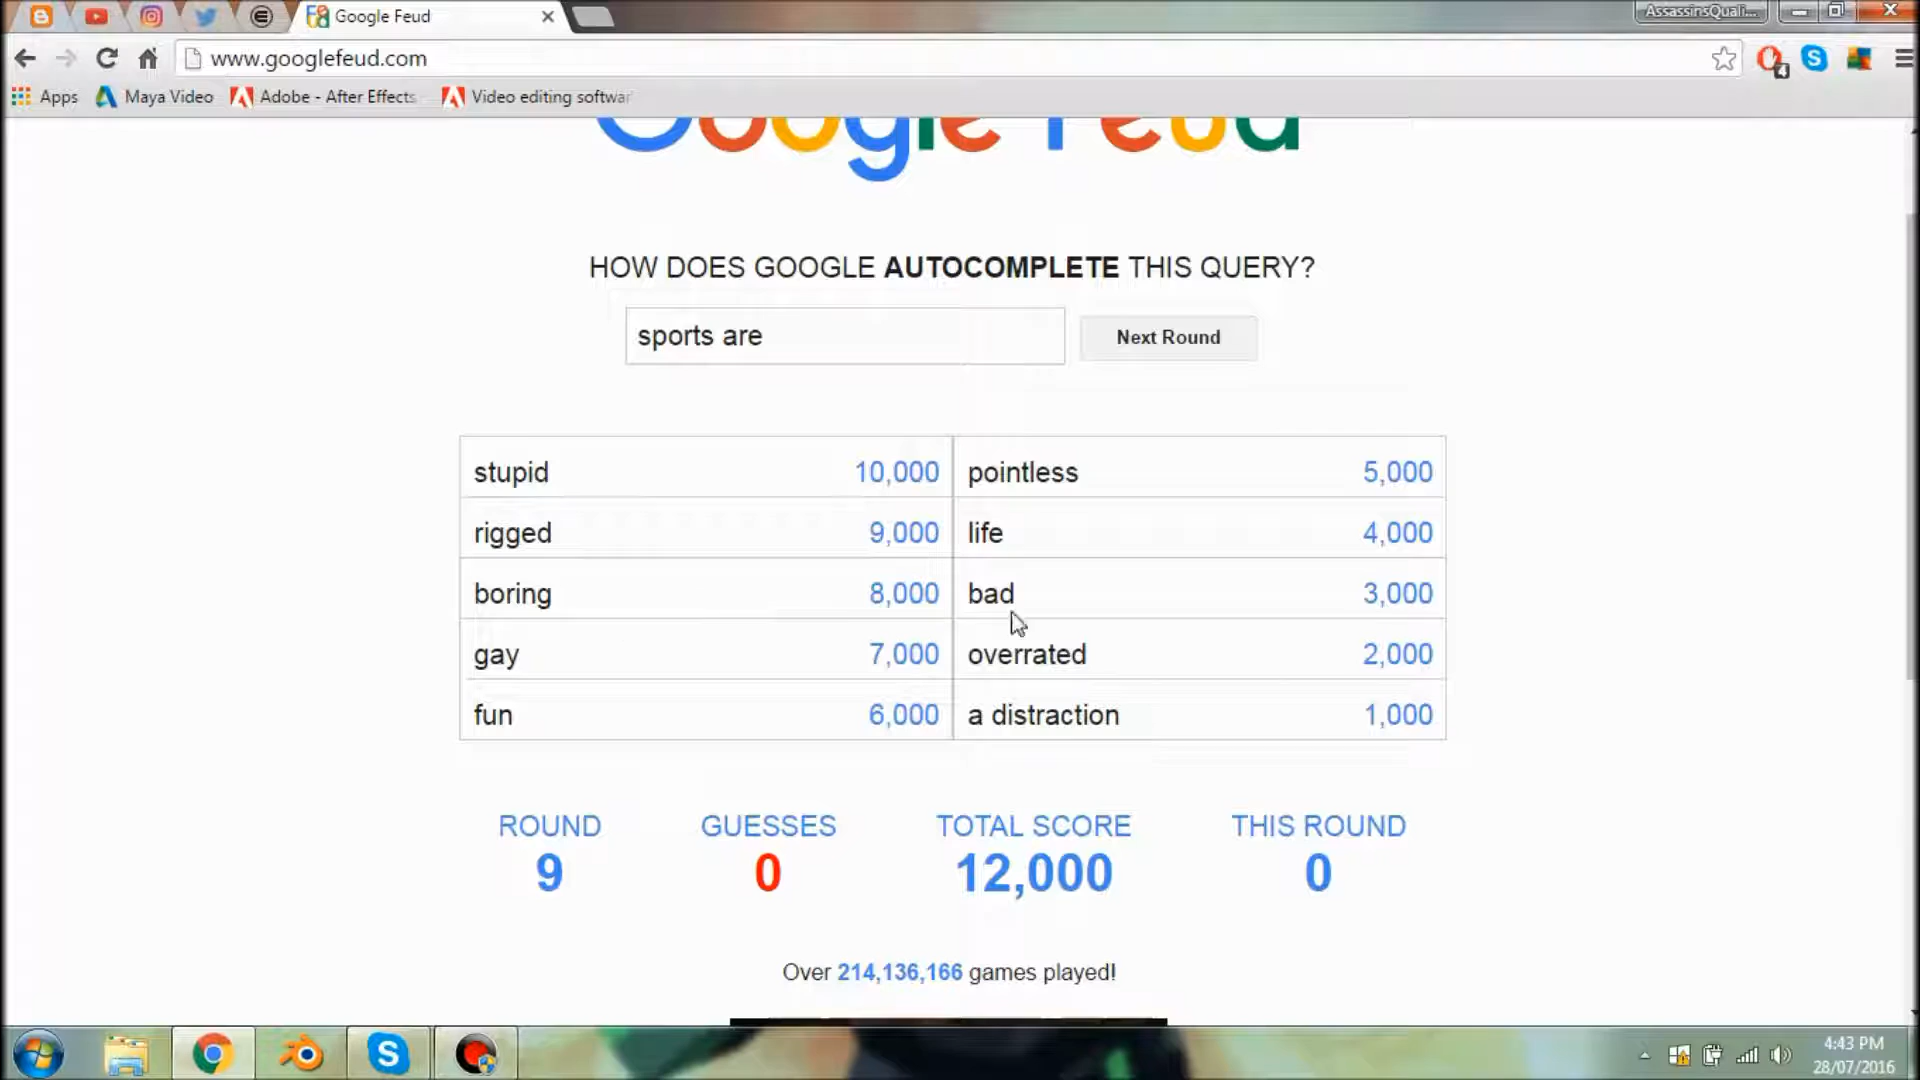 Google Feud
AssassinsQuali...
www.googlefeud.com
4
Apps
Maya Video
Adobe - After Effects
Video editing softwar
Google Feud
HOW DOES GOOGLE AUTOCOMPLETE THIS QUERY?
sports are
Next Round
stupid 10,000 pointless 5,000
rigged 9,000 life 4,000
boring 8,000 bad 3,000
gay 7,000 overrated 2,000
fun 6,000 a distraction 1,000
ROUND GUESSES TOTAL SCORE THIS ROUND
9 0 12,000 0
Over 214,136,166 games played!
4:43 PM
28/07/2016